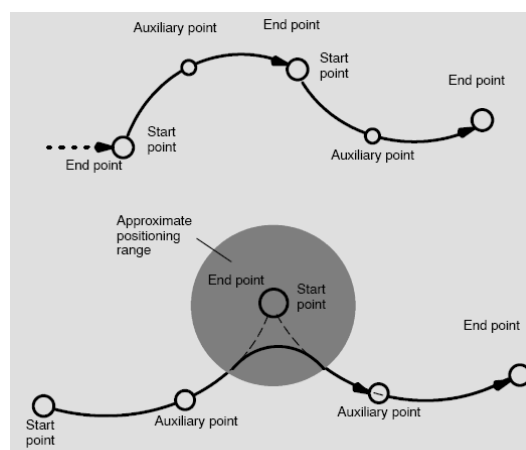 Auxiliary point
End point
Start
point
End point
Start
point
End point
Auxiliary point
Approximate
positioning
range
End point
Start
point
End point
Start
point
Auxiliary point
Auxiliary point